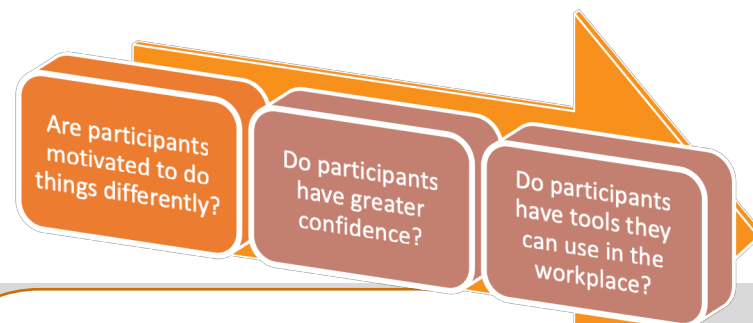 Are participants
motivated to do
things differently?
Do participants
have greater
confidence?
Do participants
have tools they
can use in the
workplace?